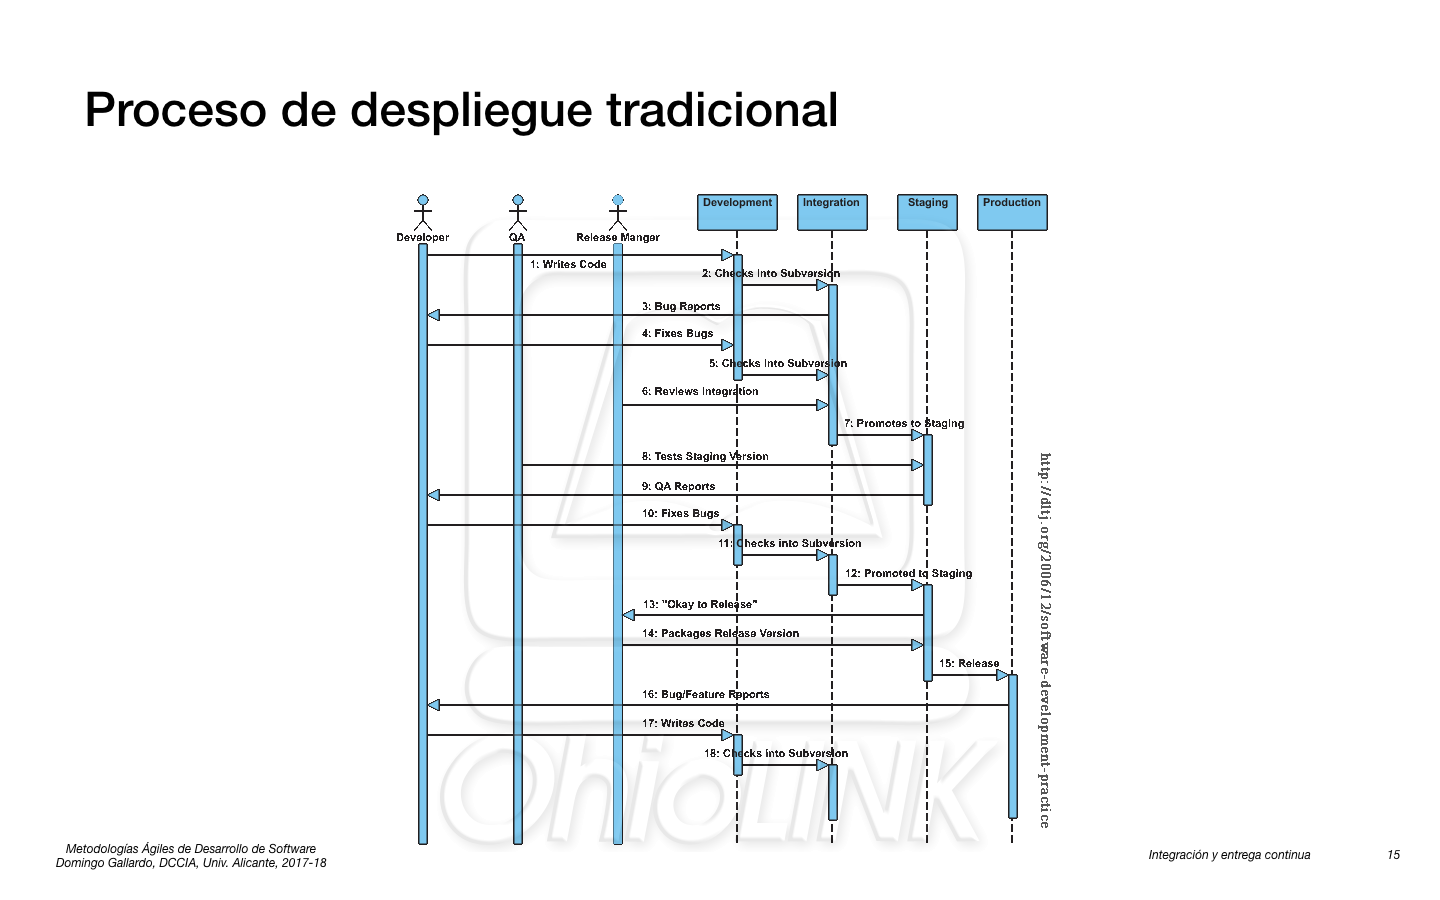 Proceso de despliegue tradicional
Developer
QA
Release Manger
Development
Integration
Staging
Production
1: Writes Code
2: Checks Into Subversion
3: Bug Reports
4: Fixes Bugs
5: Checks Into Subversion
6: Reviews Integration
7: Promotes to Staging
8: Tests Staging Version
9: QA Reports
10: Fixes Bugs
11: Checks into Subversion
12: Promoted to Staging
13: "Okay to Release"
14: Packages Release Version
15: Release
16: Bug/Feature Reports
17: Writes Code
18: Checks into Subversion
OhioLINK
http://dltj.org/2006/12/software-development-practice
Metodologías Ágiles de Desarrollo de Software
Domingo Gallardo, DCCIA, Univ. Alicante, 2017-18
Integración y entrega continua
15